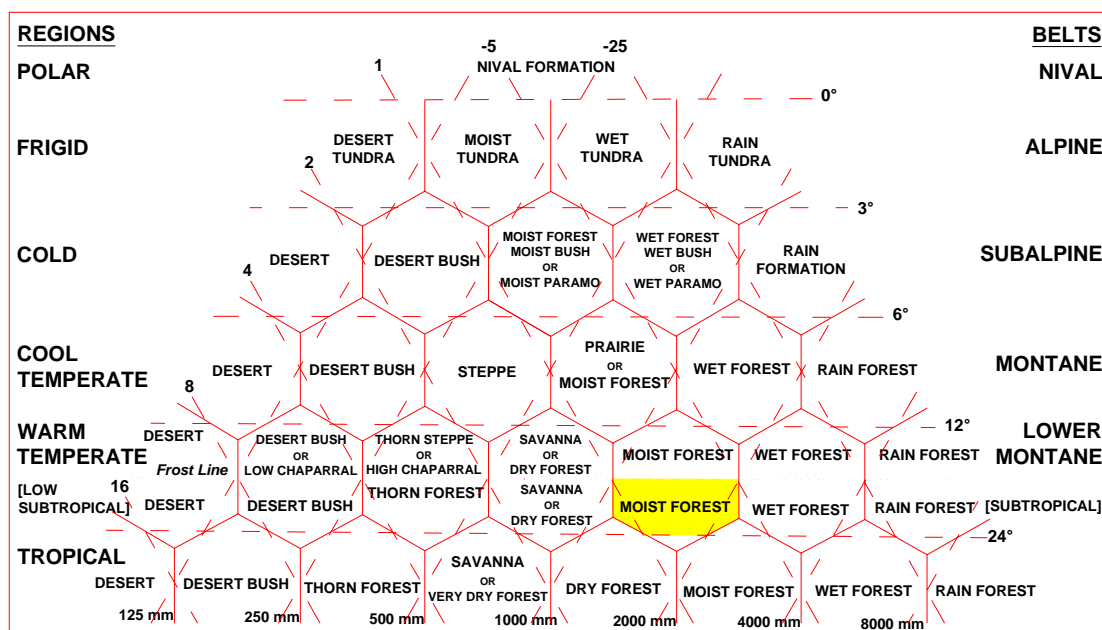 REGIONS
BELTS
-5
-25
1
NIVAL FORMATION
POLAR
NIVAL
0°
FRIGID
DESERT
TUNDRA
MOIST
TUNDRA
WET
TUNDRA
RAIN
TUNDRA
ALPINE
2
3°
COLD
DESERT
DESERT BUSH
MOIST FOREST
MOIST BUSH
OR
MOIST PARAMO
WET FOREST
WET BUSH
OR
WET PARAMO
RAIN
FORMATION
SUBALPINE
4
6°
COOL
TEMPERATE
DESERT
DESERT BUSH
STEPPE
PRAIRIE
OR
MOIST FOREST
WET FOREST
RAIN FOREST
MONTANE
8
12°
WARM
TEMPERATE
DESERT
Frost Line
DESERT BUSH
OR
LOW CHAPARRAL
THORN STEPPE
OR
HIGH CHAPARRAL
SAVANNA
OR
DRY FOREST
MOIST FOREST
WET FOREST
RAIN FOREST
LOWER
MONTANE
[LOW
SUBTROPICAL]
16
DESERT
DESERT BUSH
THORN FOREST
SAVANNA
OR
DRY FOREST
MOIST FOREST
WET FOREST
RAIN FOREST
[SUBTROPICAL]
24°
TROPICAL
DESERT
DESERT BUSH
THORN FOREST
SAVANNA
OR
VERY DRY FOREST
DRY FOREST
MOIST FOREST
WET FOREST
RAIN FOREST
125 mm
250 mm
500 mm
1000 mm
2000 mm
4000 mm
8000 mm